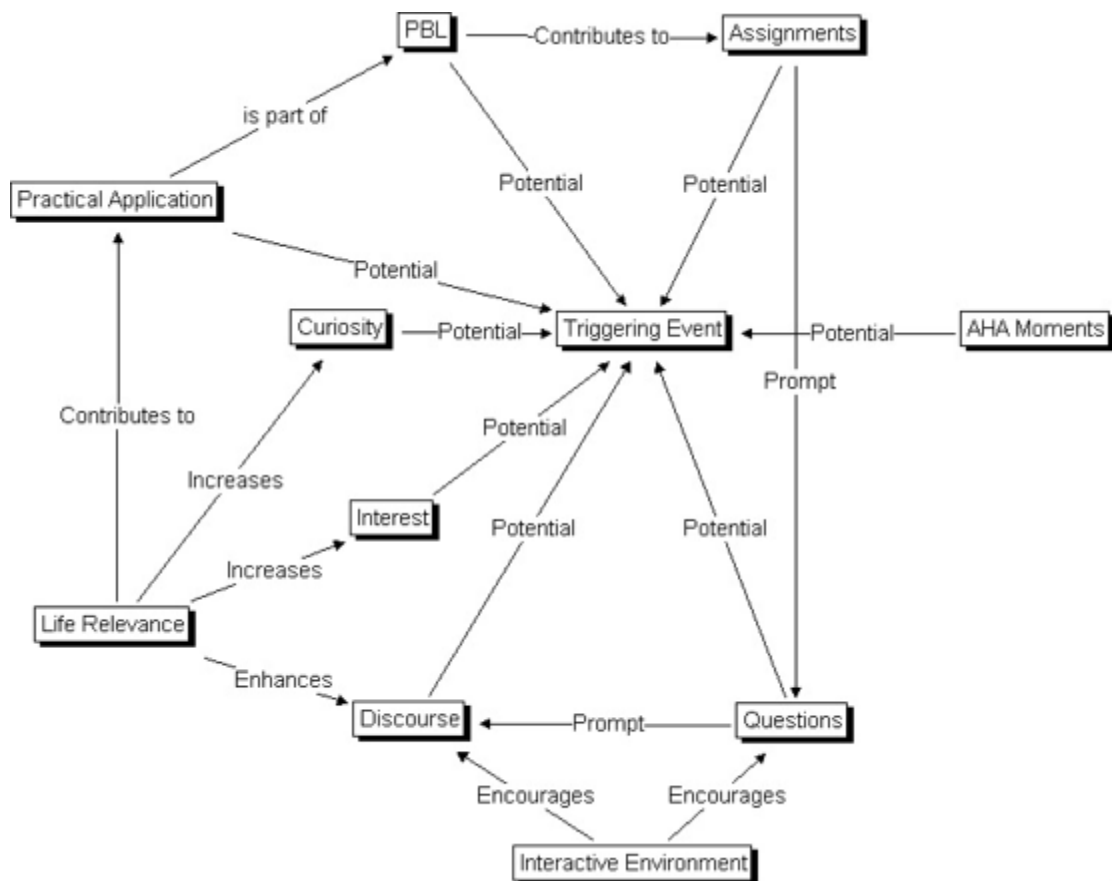 PBL
Contributes to
Assignments
is part of
Potential
Potential
Practical Application
Potential
Curiosity
Potential
Triggering Event
Potential
AHA Moments
Prompt
Contributes to
Potential
Increases
Interest
Potential
Potential
Increases
Life Relevance
Enhances
Discourse
Prompt
Questions
Encourages
Encourages
Interactive Environment